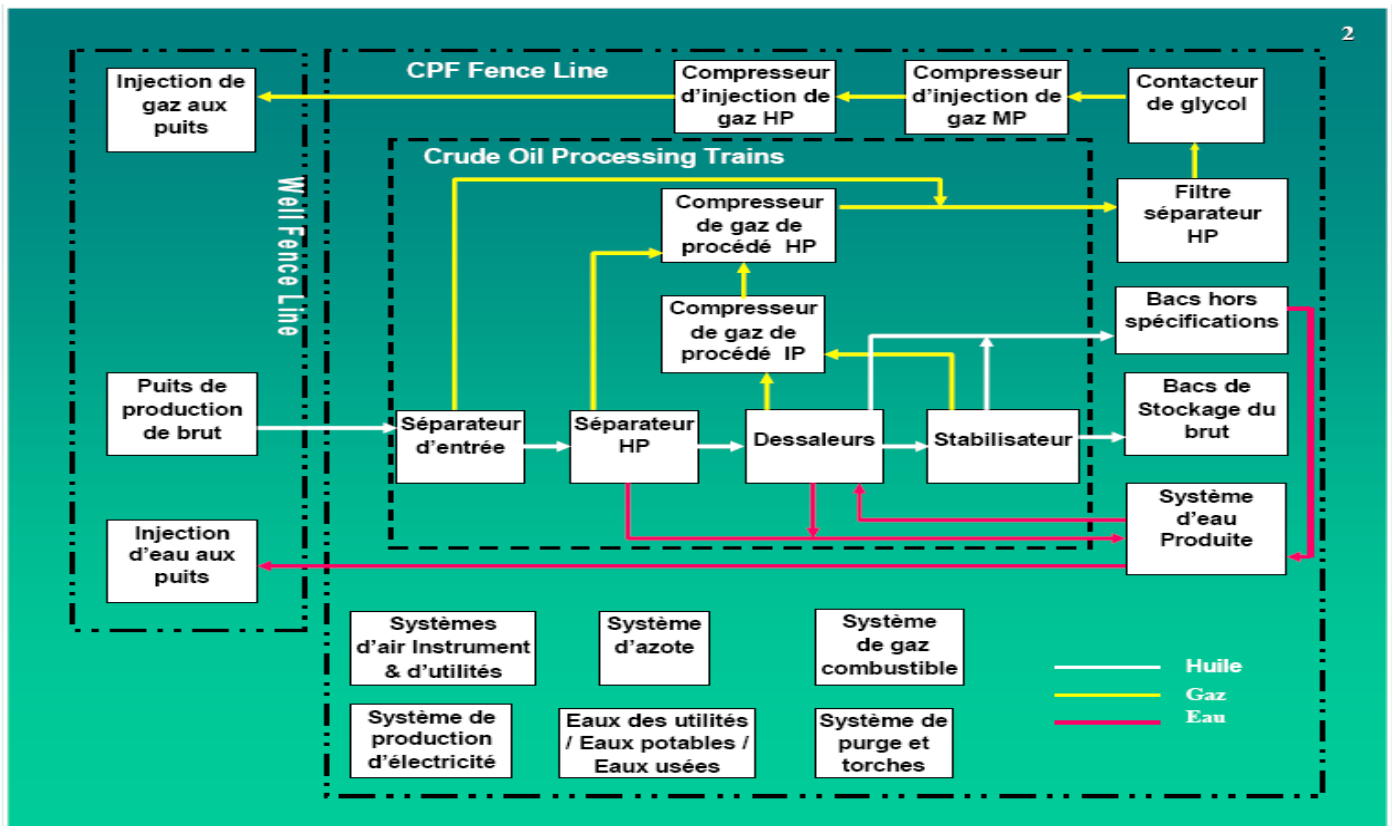 2
Injection de
gaz aux
puits
Well Fence Line
Puits de
production
de brut
Injection
d'eau aux
puits
CPF Fence Line
Compresseur
d'injection de
gaz HP
Compresseur
d'injection de
gaz MP
Contacteur
de glycol
Crude Oil Processing Trains
Compresseur
de gaz de
procédé HP
Filtre
séparateur
HP
Compresseur
de gaz de
procédé IP
Bacs hors
spécifications
Séparateur
d'entrée
Séparateur
HP
Dessaleurs
Stabilisateur
Bacs de
Stockage du
brut
Système
d'eau
Produite
Systèmes
d'air Instrument
& d'utilités
Système
d'azote
Système
de gaz
combustible
Système de
production
d'électricité
Eaux des utilités
/ Eaux potables /
Eaux usées
Système de
purge et
torches
Huile
Gaz
Eau